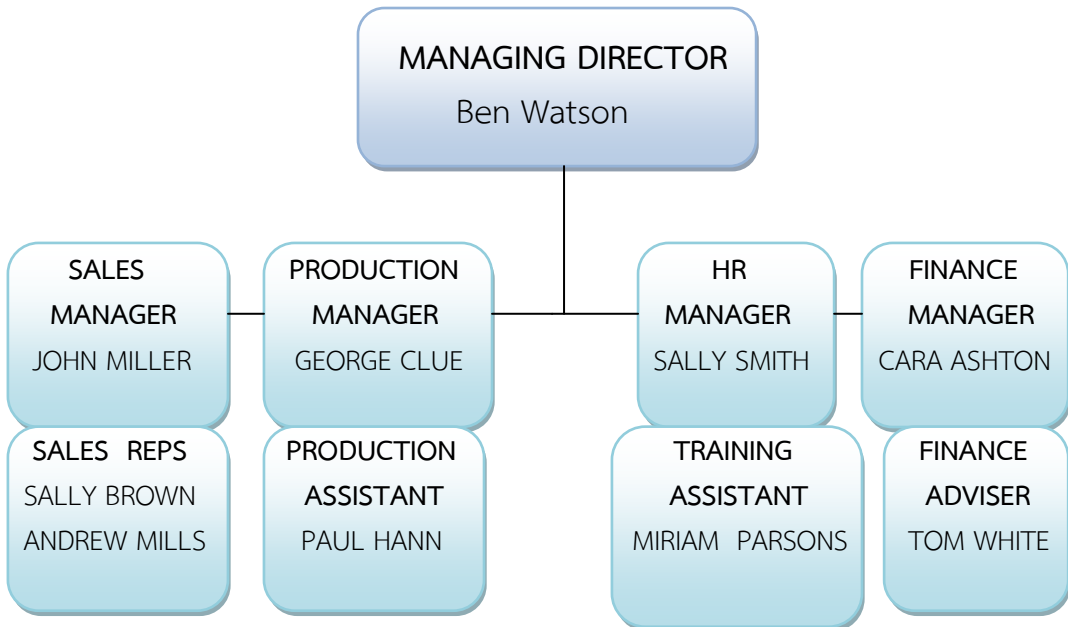 MANAGING DIRECTOR
Ben Watson
SALES
MANAGER
JOHN MILLER
PRODUCTION
MANAGER
GEORGE CLUE
HR
MANAGER
SALLY SMITH
FINANCE
MANAGER
CARA ASHTON
SALES REPS
SALLY BROWN
ANDREW MILLS
PRODUCTION
ASSISTANT
PAUL HANN
TRAINING
ASSISTANT
MIRIAM PARSONS
FINANCE
ADVISER
TOM WHITE